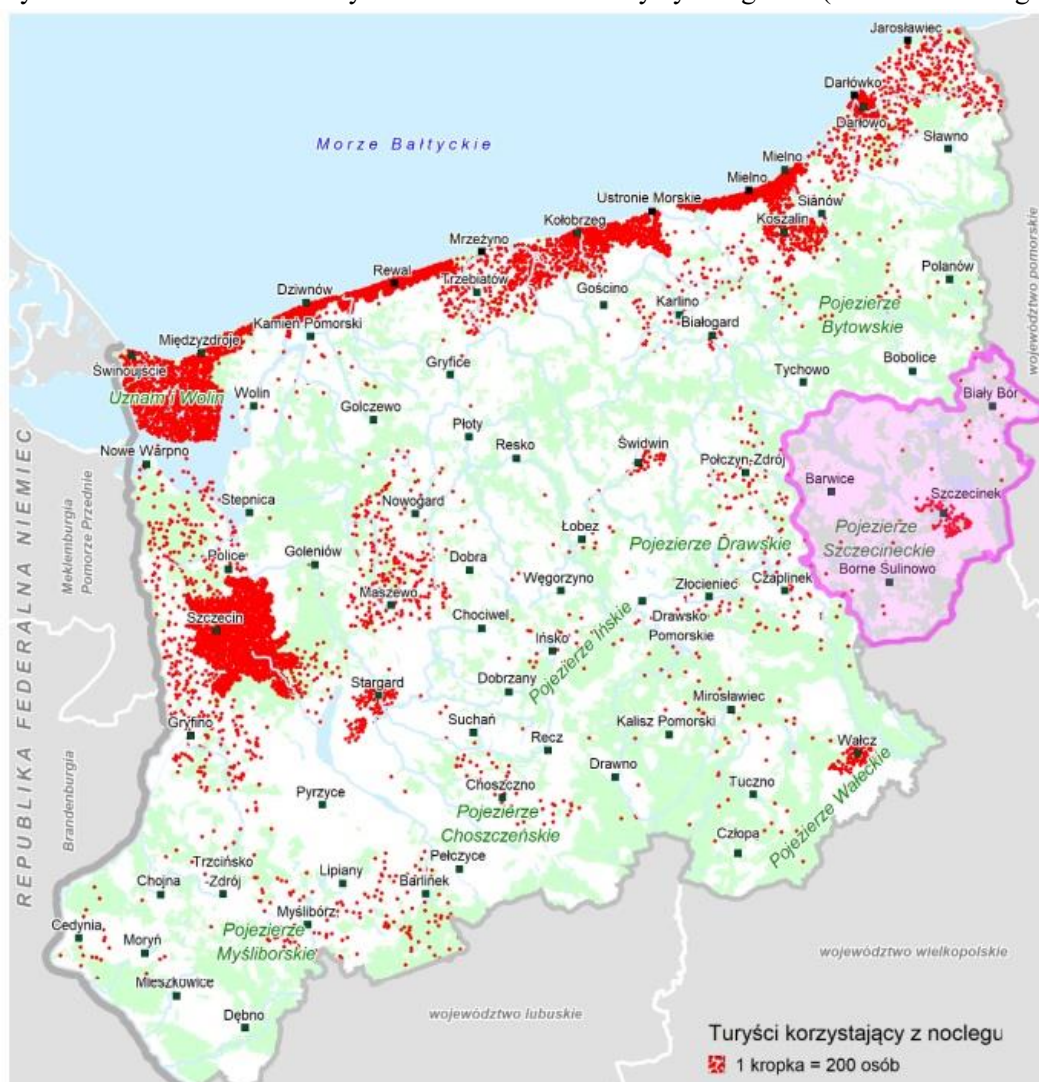 Jarosławiec
Darłówko
Darłowo
Sławno
Morze Bałtyckie
Mielno
Mielno
Ustronie Morskie
Sianów
Kołobrzeg
Koszalin
Mrzeżyno
Rewal
Trzebiatów
Polanów
Dziwnów
Gościno
Karlino
Pojezierze
Bytowskie
Kamień Pomorski
Białogard
województwo pomorskie
Międzyzdroje
Świnoujście
Gryfice
Bobolice
Tychowo
Uznam i Wolin
Wolin
Golczewo
Biały Bór
Płoty
Nowe Warpno
Resko
Świdwin
Połczyn-Zdrój
Barwice
Szczecinek
Stepnica
Nowogard
Pojezierze
Szczecineckie
Łobez
Borne Sulinowo
Meklemburgia
Pomorze Przednie
Police
Goleniów
Dobra
Pojezierze Drawskie
Węgorzyno
Złocieniec
Czaplinek
Maszewo
Szczecin
Chociwel
Drawsko
Pomorskie
Ińsko
Pojezierze Ińskie
REPUBLIKA FEDERALNA NIEMIEC
Stargard
Dobrzany
Mirosławiec
Suchań
Kalisz Pomorski
Gryfino
Recz
Wałcz
Drawno
Brandenburgia
Choszczno
Tuczno
Pyrzyce
Pojezierze
Choszczeńskie
Człopa
Pojezierze Wałeckie
Pełczyce
Trzcińsko
-Zdrój
Lipiany
Chojna
Barlinek
Myślibórz
Cedynia
Pojezierze
Myśliborskie
Moryń
województwo wielkopolskie
Mieszkowice
województwo lubuskie
Dębno
Turyści korzystający z noclegu
1 kropka = 200 osób